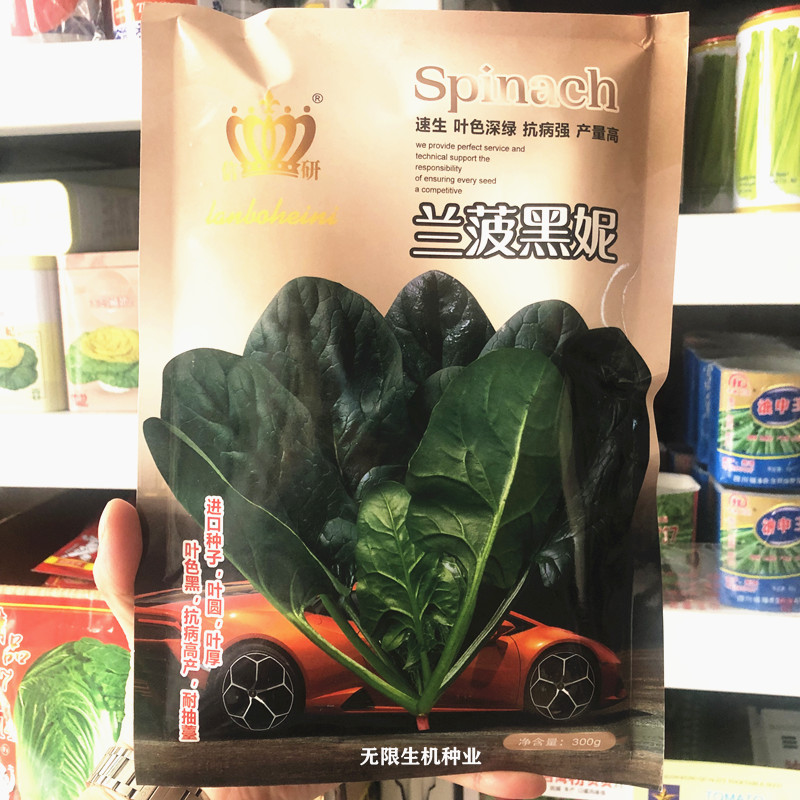 Spinach
速生 叶色深绿 抗病强 产量高
we provide perfect service and
technical support the
responsibility
of ensuring every seed
a competitive
®
研
lanboheini
兰菠黑妮
进口种子，叶圆，叶厚
叶色黑，抗病高产，耐抽薹
净含量：300g
无限生机种业